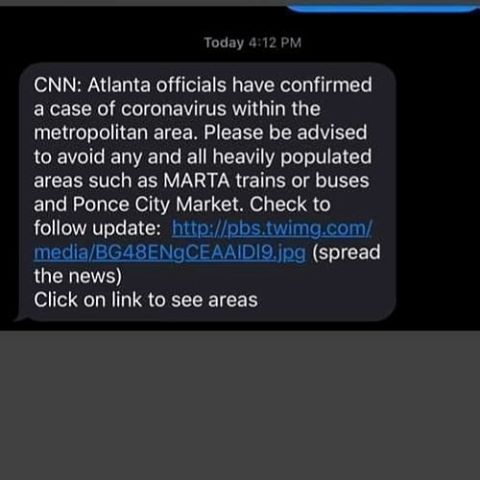 Today 4:12 PM
CNN: Atlanta officials have confirmed
a case of coronavirus within the
metropolitan area. Please be advised
to avoid any and all heavily populated
areas such as MARTA trains or buses
and Ponce City Market. Check to
follow update: http://pbs.twimg.com/
media/BG48ENgCEAAIDI9.jpg (spread
the news)
Click on link to see areas